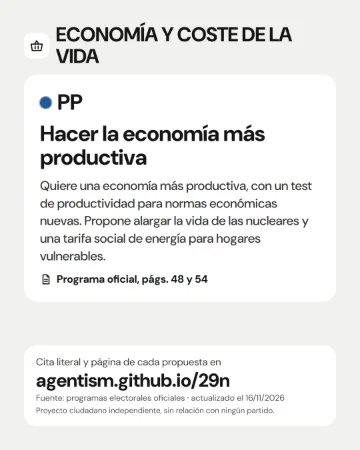 ECONOMÍA Y COSTE DE LA
VIDA
PP
Hacer la economía más
productiva
Quiere una economía más productiva, con un test
de productividad para normas económicas
nuevas. Propone alargar la vida de las nucleares y
una tarifa social de energía para hogares
vulnerables.
Programa oficial, págs. 48 y 54
Cita literal y página de cada propuesta en
agentism.github.io/29n
Fuente: programas electorales oficiales · actualizado el 16/11/2026
Proyecto ciudadano independiente, sin relación con ningún partido.